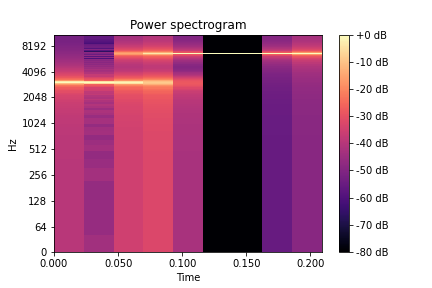 Power spectrogram
8192
4096
2048
1024
512
256
128
64
0
Hz
0.000 0.050 0.100 0.150 0.200
Time
+0 dB
-10 dB
-20 dB
-30 dB
-40 dB
-50 dB
-60 dB
-70 dB
-80 dB